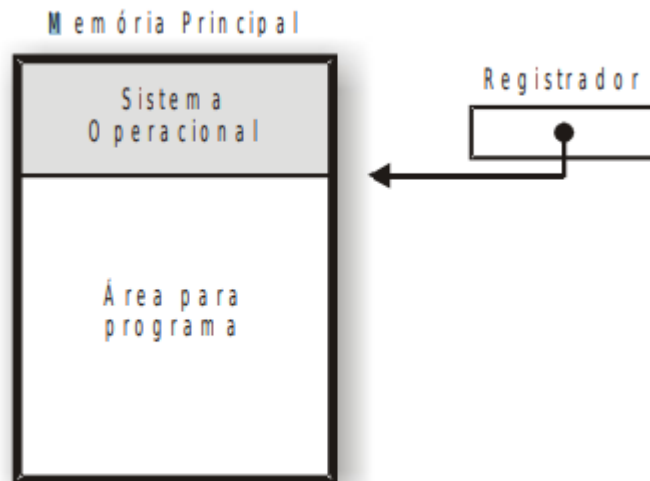 Memória Principal
Registrador
Sistema
Operacional
Área para
programa